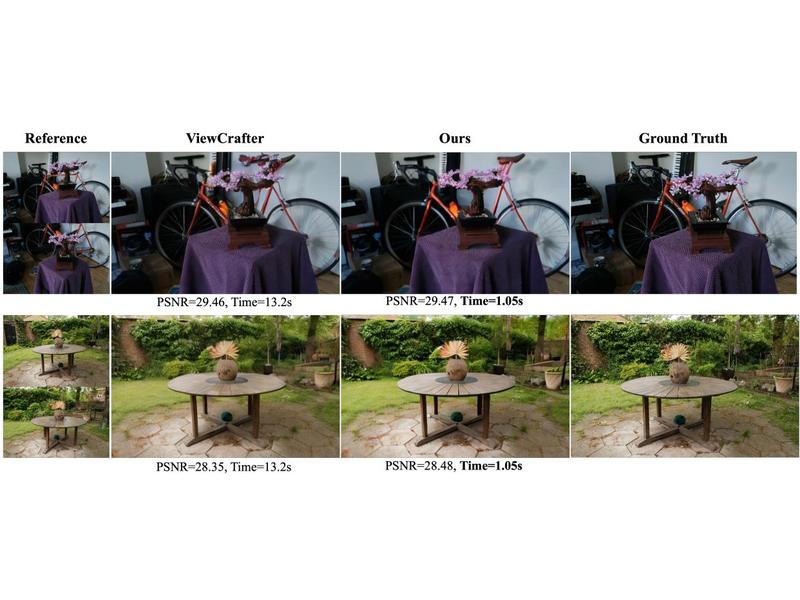 Reference ViewCrafter Ours Ground Truth
PSNR=29.46, Time=13.2s PSNR=29.47, Time=1.05s
PSNR=28.35, Time=13.2s PSNR=28.48, Time=1.05s